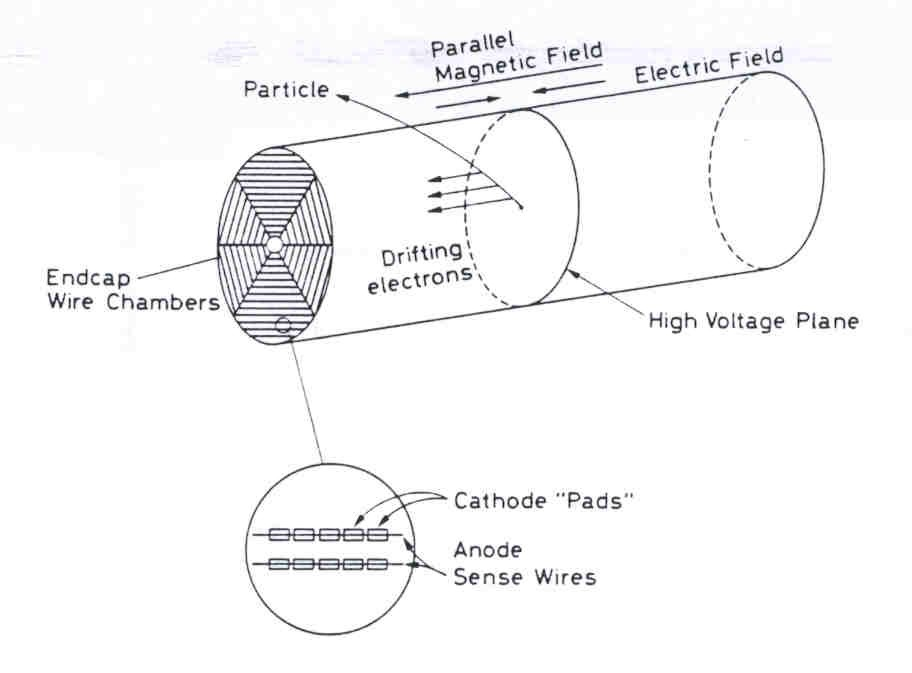 Parallel
Magnetic Field
Electric Field
Particle
Drifting
electrons
Endcap
Wire Chambers
High Voltage Plane
Cathode "Pads"
Anode
Sense Wires